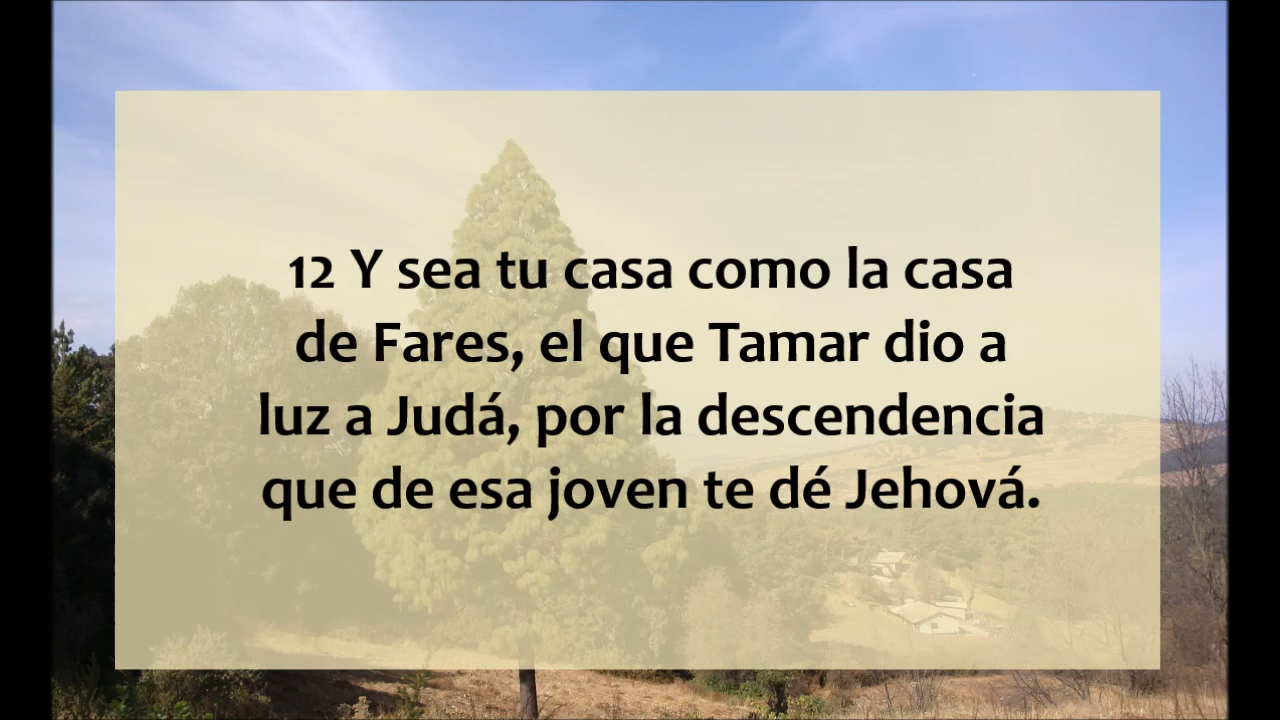 12 Y sea tu casa como la casa
de Fares, el que Tamar dio a
luz a Judá, por la descendencia
que de esa joven te dé Jehová.